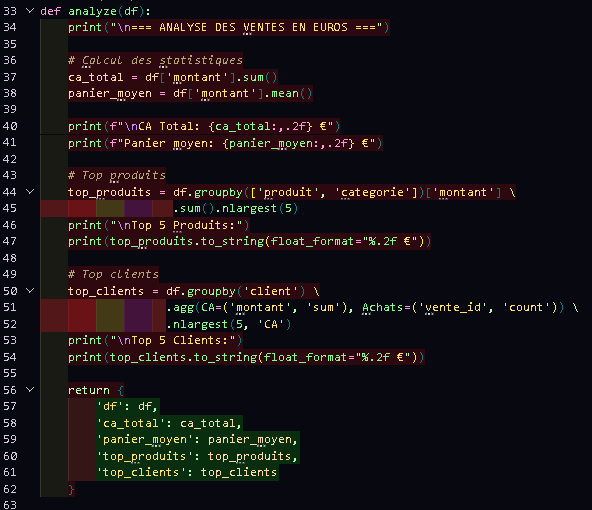 33 def analyze(df):
34     print("\n=== ANALYSE DES VENTES EN EUROS ===")
35
36     # Calcul des statistiques
37     ca_total = df['montant'].sum()
38     panier_moyen = df['montant'].mean()
39
40     print(f"\nCA Total: {ca_total:,.2f} €")
41     print(f"Panier moyen: {panier_moyen:,.2f} €")
42
43     # Top produits
44     top_produits = df.groupby(['produit', 'categorie'])['montant'] \
45                    .sum().nlargest(5)
46     print("\nTop 5 Produits:")
47     print(top_produits.to_string(float_format="%.2f €"))
48
49     # Top clients
50     top_clients = df.groupby('client') \
51                   .agg(CA=('montant', 'sum'), Achats=('vente_id', 'count')) \
52                   .nlargest(5, 'CA')
53     print("\nTop 5 Clients:")
54     print(top_clients.to_string(float_format="%.2f €"))
55
56     return {
57         'df': df,
58         'ca_total': ca_total,
59         'panier_moyen': panier_moyen,
60         'top_produits': top_produits,
61         'top_clients': top_clients
62     }
63